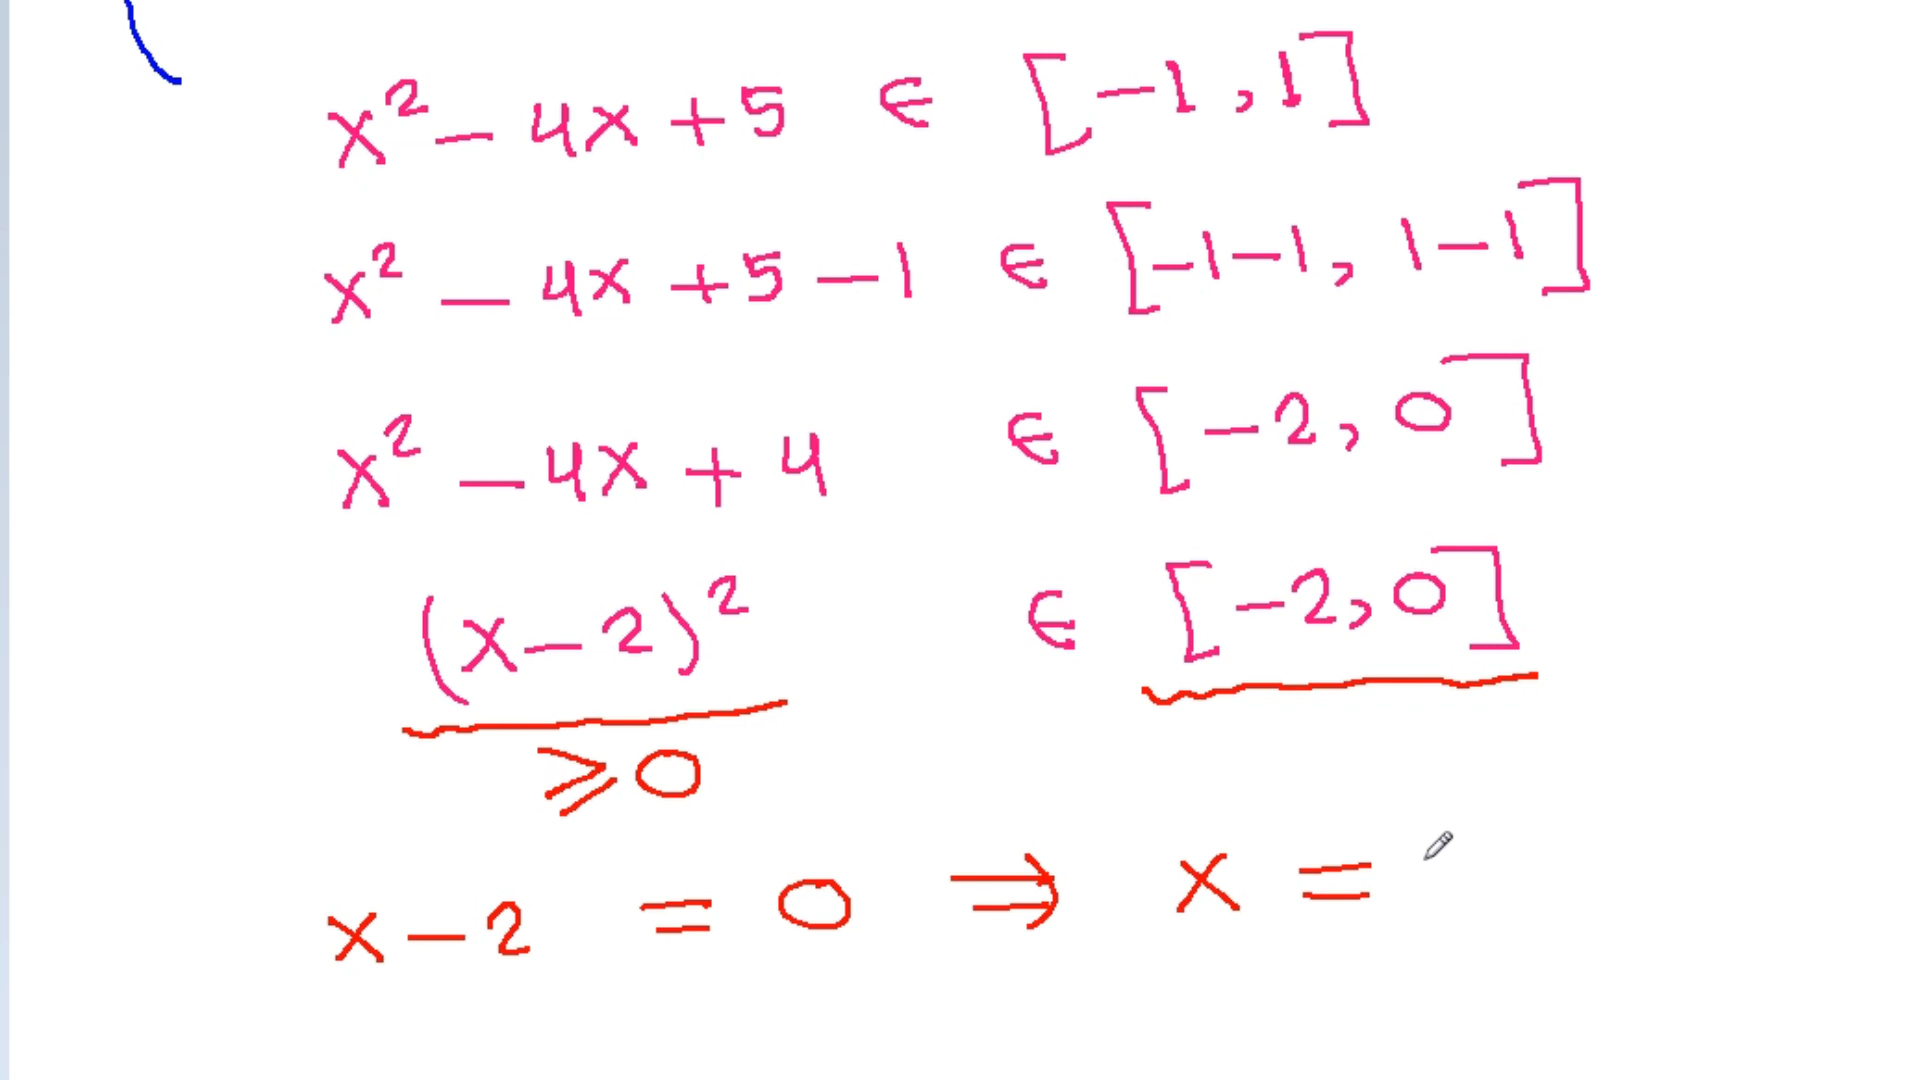 x² - 4x + 5 ∈ [-1, 1]
x² - 4x + 5 - 1 ∈ [-1-1, 1-1]
x² - 4x + 4 ∈ [-2, 0]
(x-2)² ∈ [-2, 0]
⩾ 0
x - 2 = 0 ⇒ x =